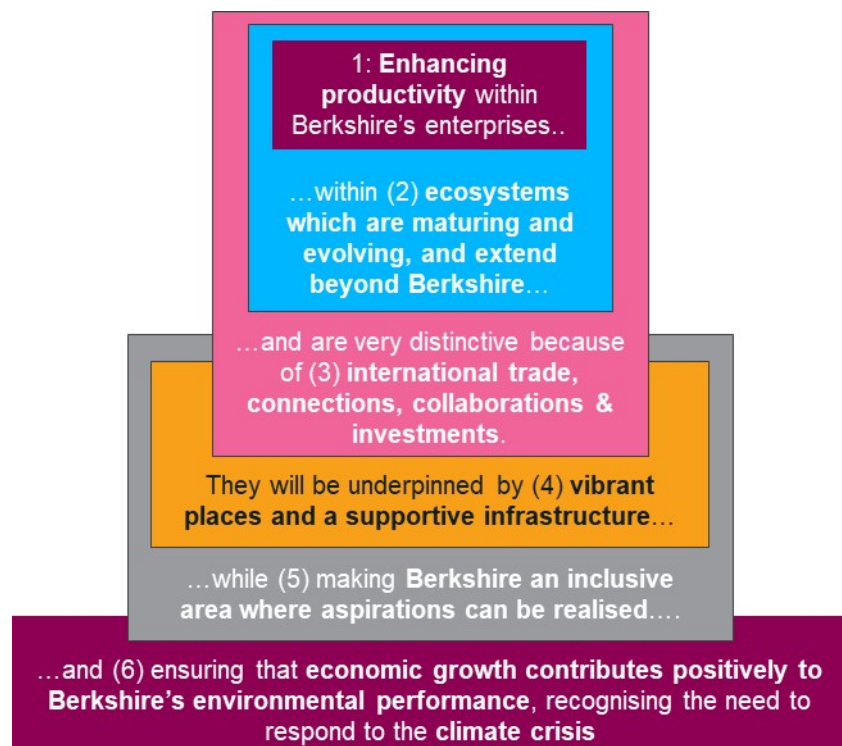 1: Enhancing
productivity within
Berkshire's enterprises..
…within (2) ecosystems
which are maturing and
evolving, and extend
beyond Berkshire…
…and are very distinctive because
of (3) international trade,
connections, collaborations &
investments.
They will be underpinned by (4) vibrant
places and a supportive infrastructure…
…while (5) making Berkshire an inclusive
area where aspirations can be realised….
…and (6) ensuring that economic growth contributes positively to
Berkshire's environmental performance, recognising the need to
respond to the climate crisis